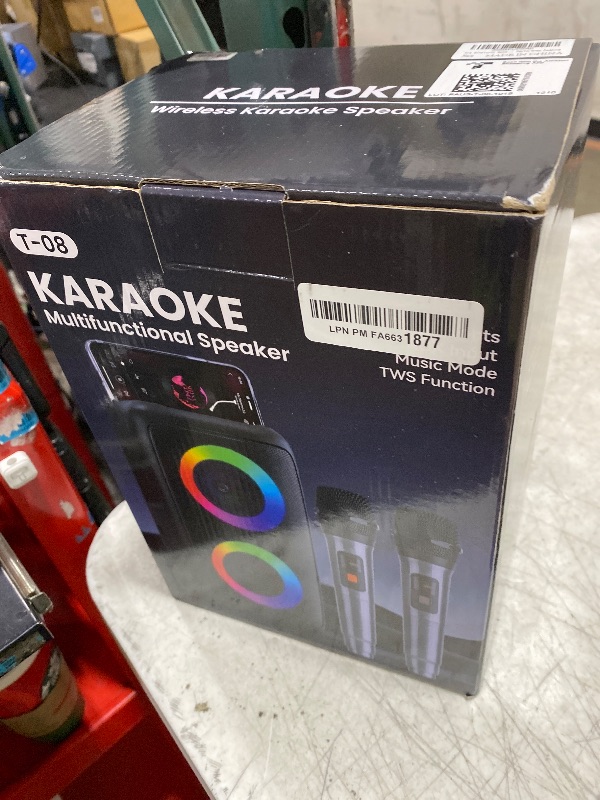 KARAOKE
Wireless Karaoke Speaker
T-08
KARAOKE
Multifunctional Speaker
LPN PM FA6631877
Music Mode
TWS Function